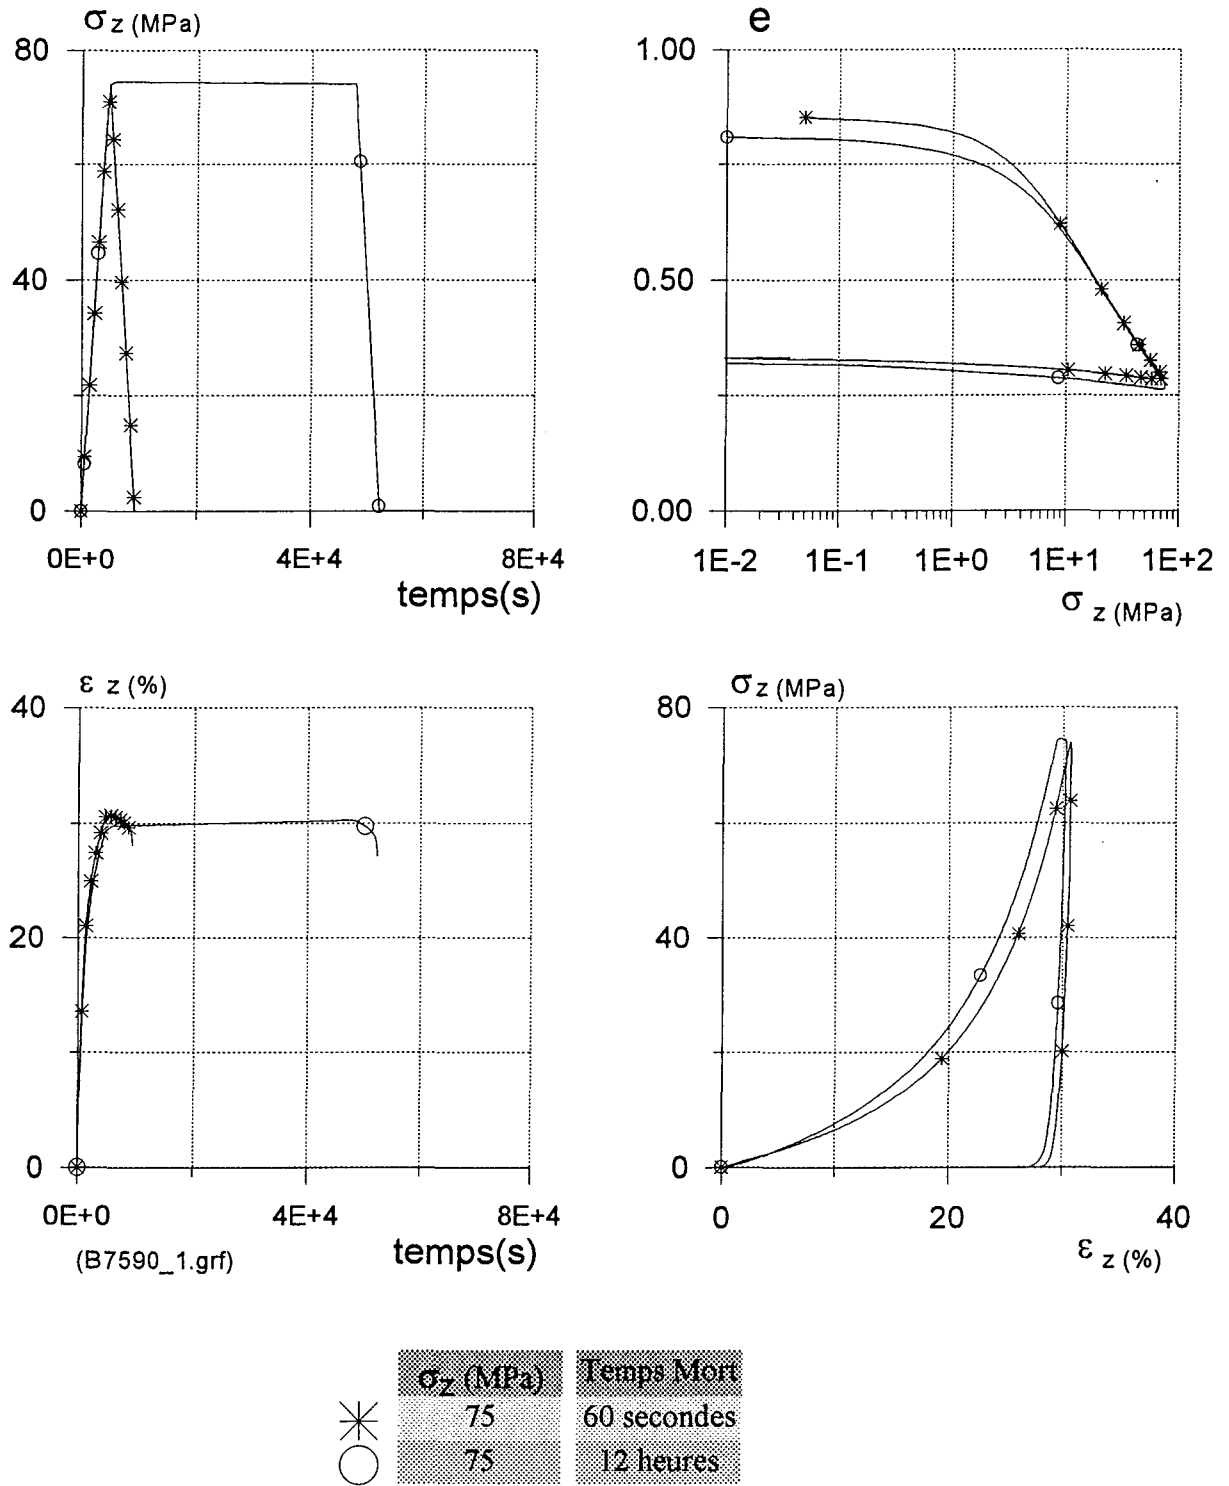 σ z (MPa)
80
40
0
0E+0 4E+4 8E+4
temps(s)
e
1.00
0.50
0.00
1E-2 1E-1 1E+0 1E+1 1E+2
σ z (MPa)
ε z (%)
40
20
0
0E+0 4E+4 8E+4
(B7590_1.grf) temps(s)
σ z (MPa)
80
40
0
0 20 40
ε z (%)
σz (MPa) Temps Mort
75 60 secondes
75 12 heures